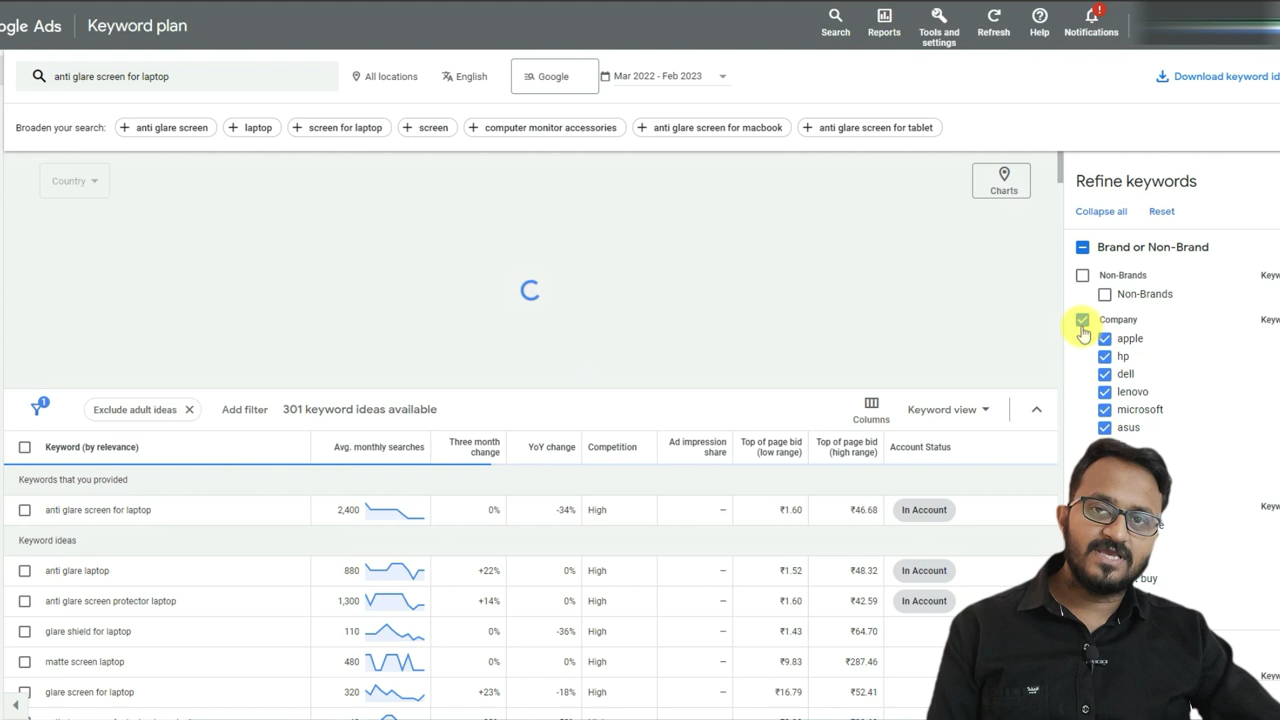 ogle Ads
Keyword plan
Search
Reports
Tools and
settings
Refresh
Help
!
Notifications
anti glare screen for laptop
All locations
English
Google
Mar 2022 - Feb 2023
Download keyword id
Broaden your search:
anti glare screen
laptop
screen for laptop
screen
computer monitor accessories
anti glare screen for macbook
anti glare screen for tablet
Country
Charts
Refine keywords
Collapse all
Reset
Brand or Non-Brand
Non-Brands
Keyw
Non-Brands
Company
Keyw
apple
hp
dell
lenovo
microsoft
asus
Keyw
buy
Keyw
1
Exclude adult ideas
Add filter
301 keyword ideas available
Columns
Keyword view
Keyword (by relevance)
Avg. monthly searches
Three month
change
YoY change
Competition
Ad impression
share
Top of page bid
(low range)
Top of page bid
(high range)
Account Status
Keywords that you provided
anti glare screen for laptop 2,400 0% -34% High – ₹1.60 ₹46.68 In Account
Keyword ideas
anti glare laptop 880 +22% 0% High – ₹1.52 ₹48.32 In Account
anti glare screen protector laptop 1,300 +14% 0% High – ₹1.60 ₹42.59 In Account
glare shield for laptop 110 0% -36% High – ₹1.43 ₹64.70
matte screen laptop 480 0% 0% High – ₹9.83 ₹287.46
glare screen for laptop 320 +23% -18% High – ₹16.79 ₹52.41